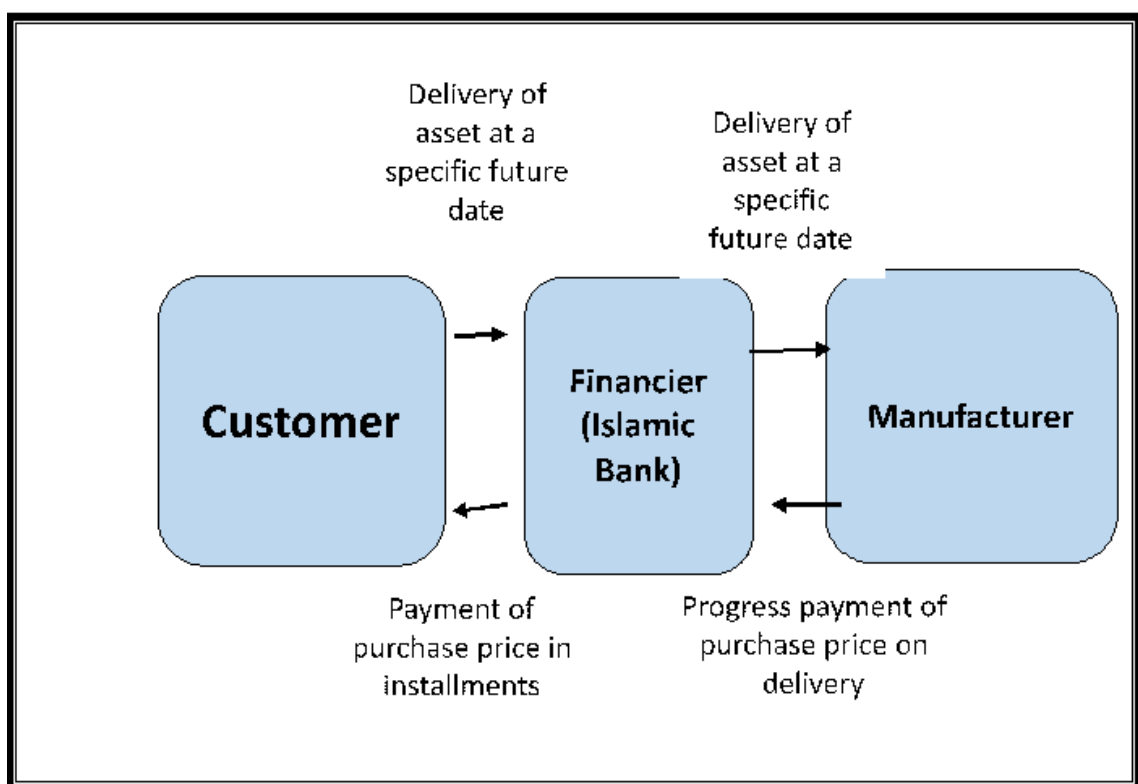 Delivery of
asset at a
specific future
date
Delivery of
asset at a
specific
future date
Customer
Financier
(Islamic
Bank)
Manufacturer
Payment of
purchase price in
installments
Progress payment of
purchase price on
delivery